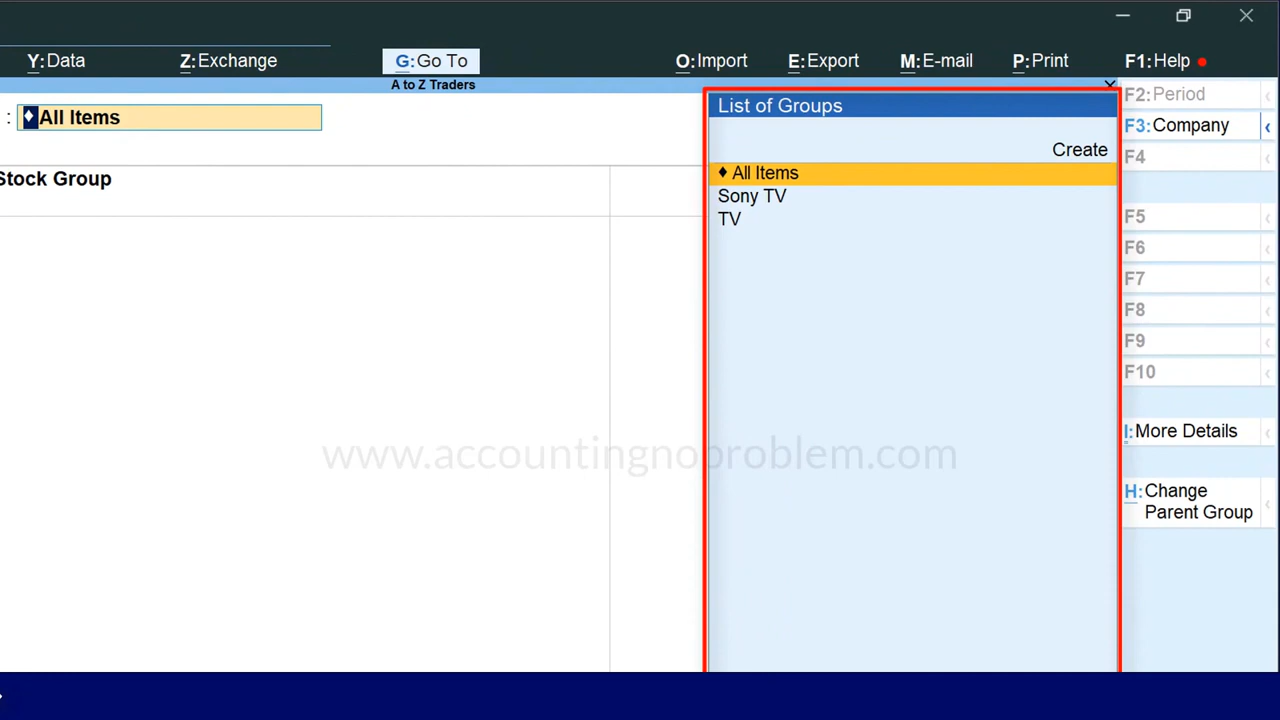 Y:Data Z:Exchange G:Go To O:Import E:Export M:E-mail P:Print F1:Help
A to Z Traders
: ♦All Items
Stock Group
List of Groups
Create
♦ All Items
Sony TV
TV
F2:Period
F3:Company
F4
F5
F6
F7
F8
F9
F10
I:More Details
H:Change
Parent Group
www.accountingnoproblem.com